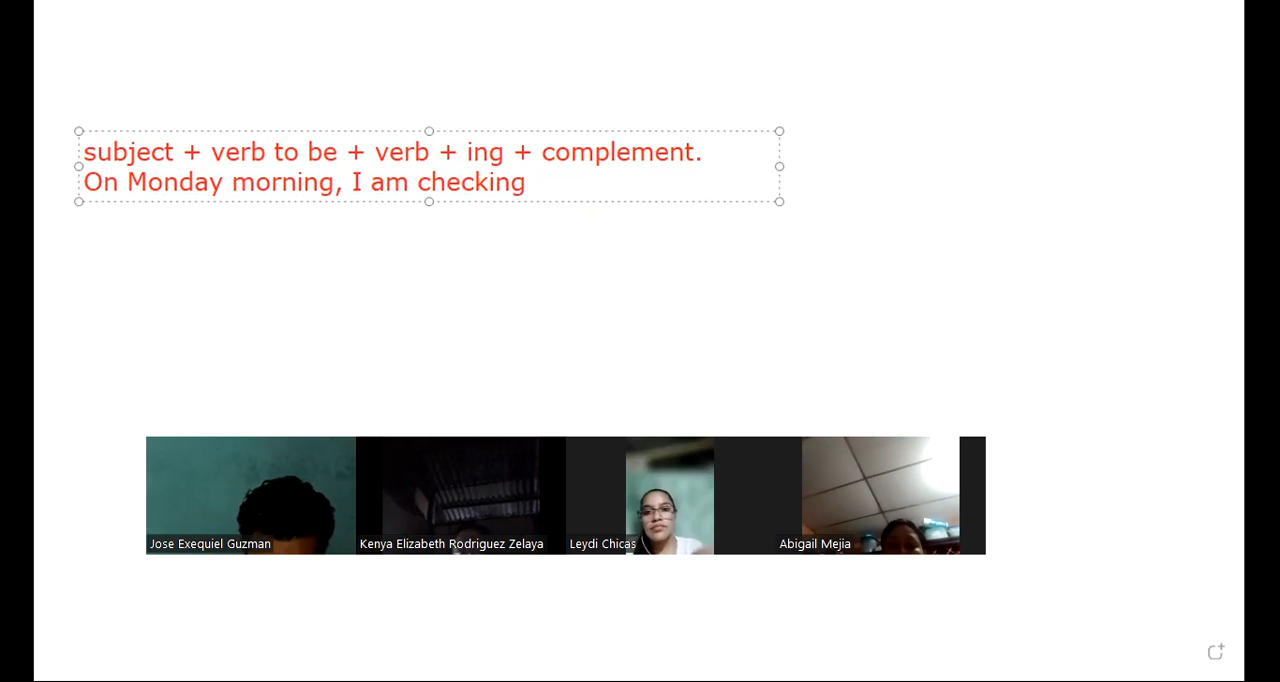 subject + verb to be + verb + ing + complement.
On Monday morning, I am checking
Jose Exequiel Guzman
Kenya Elizabeth Rodriguez Zelaya
Leydi Chicas
Abigail Mejia